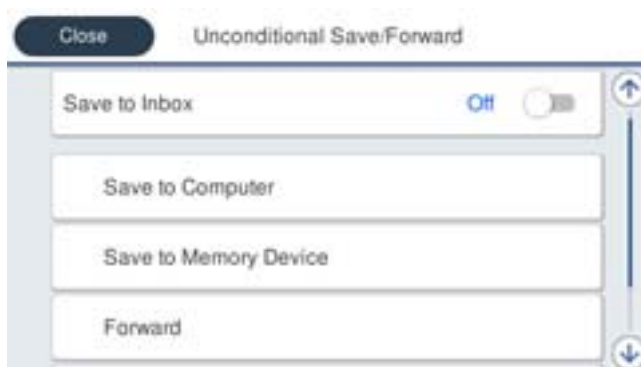 Close Unconditional Save/Forward
Save to Inbox Off
Save to Computer
Save to Memory Device
Forward